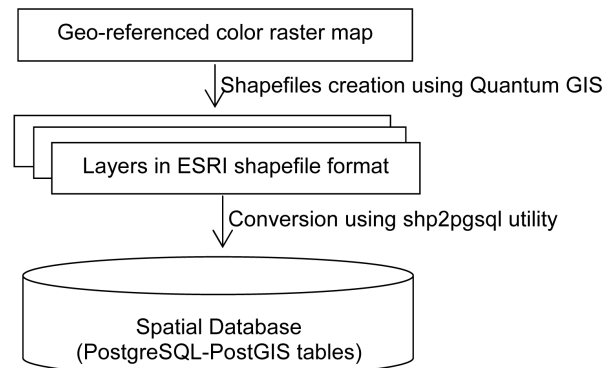 Geo-referenced color raster map
Shapefiles creation using Quantum GIS
Layers in ESRI shapefile format
Conversion using shp2pgsql utility
Spatial Database
(PostgreSQL-PostGIS tables)